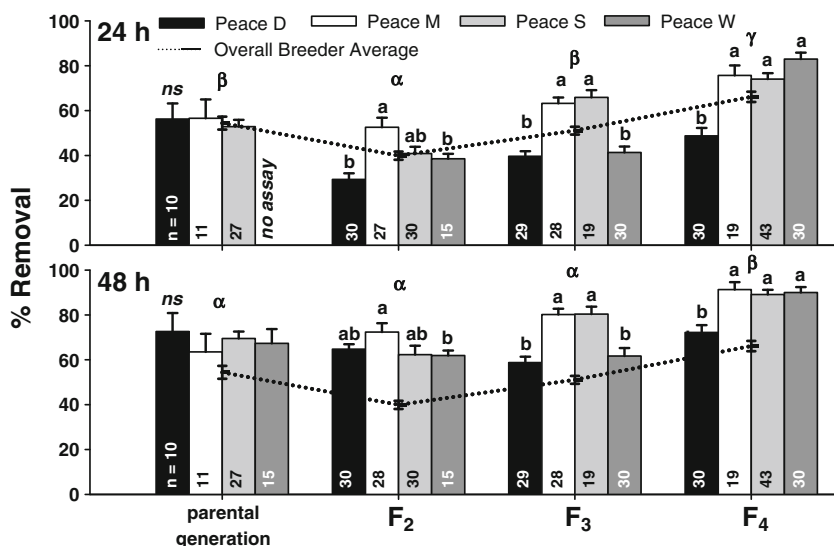 Peace D Peace M Peace S Peace W
Overall Breeder Average
24 h
100
80
60
40
20
0
ns β
a α
ab
b b
a β a
b b
γ
a a a
b
n = 10 11 27 no assay
30 27 30 15
29 28 19 30
30 19 43 30
% Removal
48 h
100
80
60
40
20
0
ns α
α
ab a ab b
α
b a a b
β
b a a a
n = 10 11 27 15
30 28 30 15
29 28 19 30
30 19 43 30
parental generation F₂ F₃ F₄